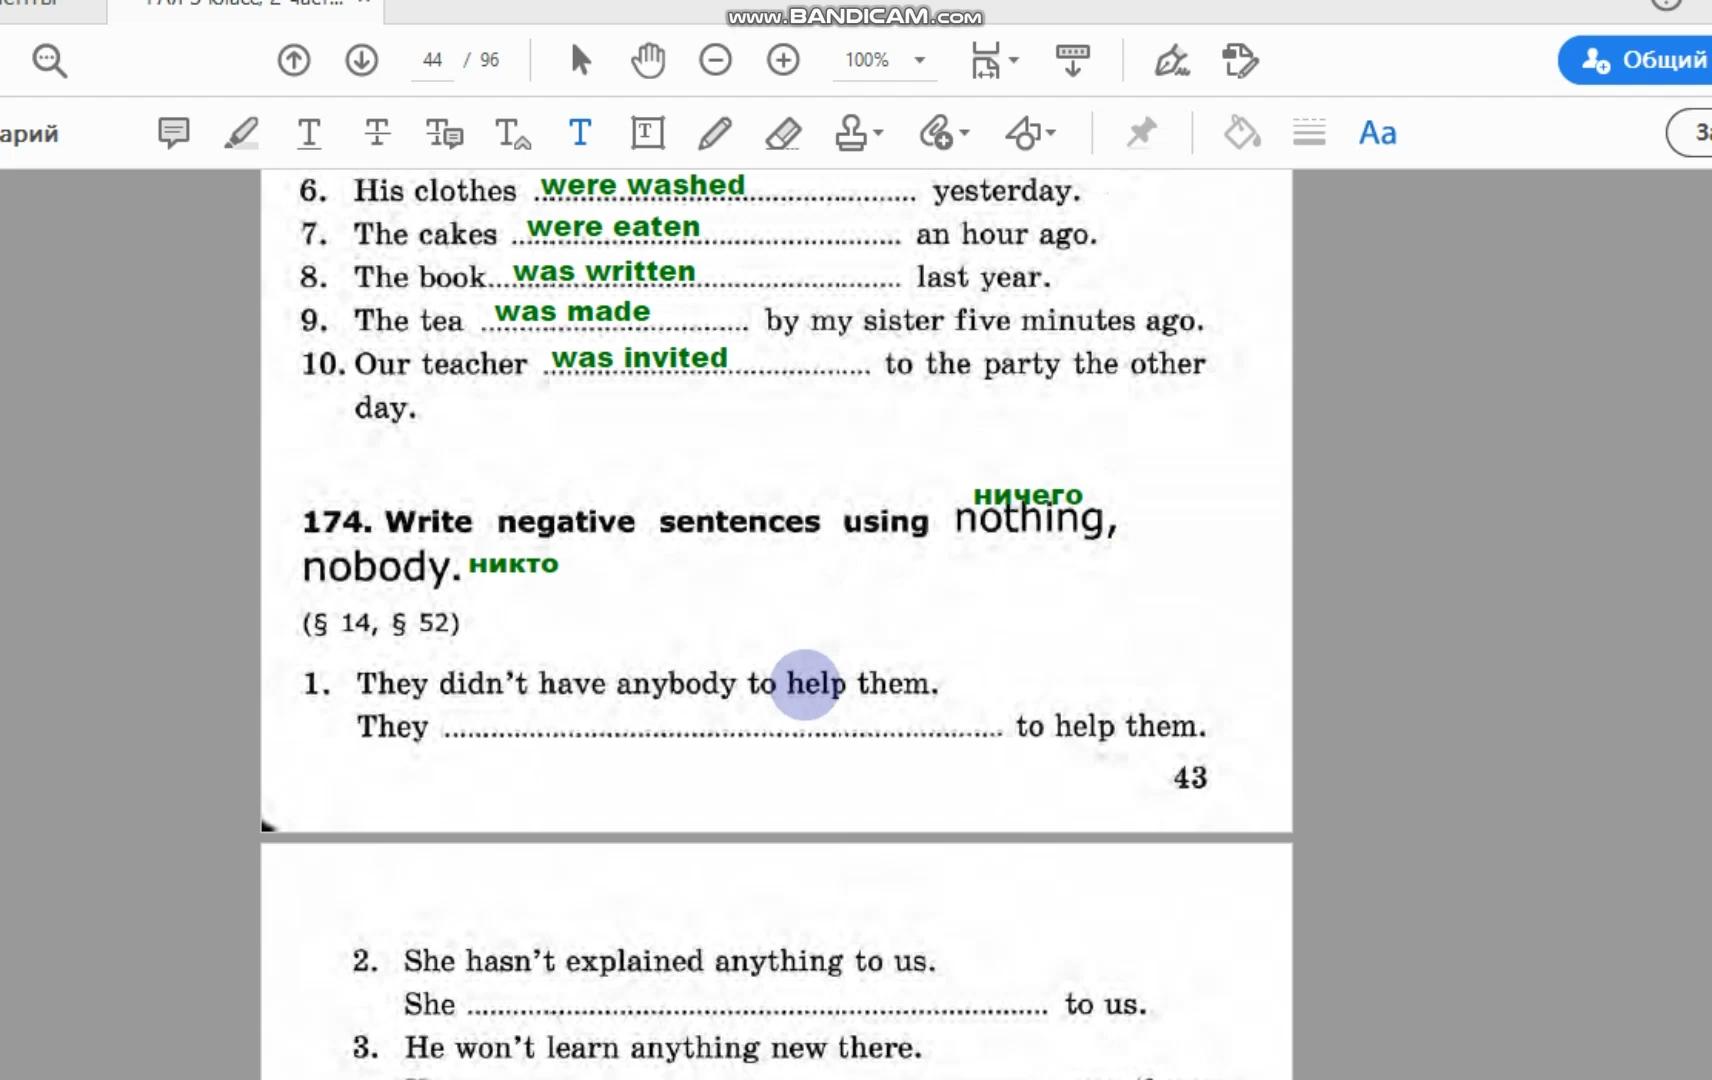 www.BANDICAM.com
44 / 96
100%
Общий
арий
Aa
6. His clothes were washed yesterday.
7. The cakes were eaten an hour ago.
8. The book were was written last year.
9. The tea was made by my sister five minutes ago.
10. Our teacher was invited to the party the other
day.
ничего
174. Write negative sentences using nothing,
nobody. никто
(§ 14, § 52)
1. They didn't have anybody to help them.
They to help them.
43
2. She hasn't explained anything to us.
She to us.
3. He won't learn anything new there.